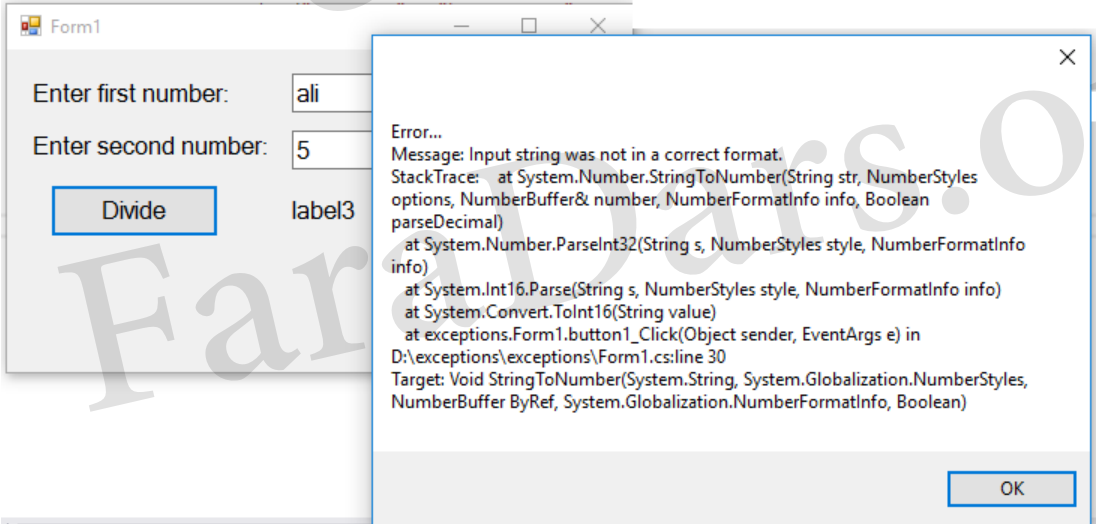 Form1
Enter first number:
ali
Enter second number:
5
Divide
label3
Error...
Message: Input string was not in a correct format.
StackTrace:    at System.Number.StringToNumber(String str, NumberStyles
options, NumberBuffer& number, NumberFormatInfo info, Boolean
parseDecimal)
   at System.Number.ParseInt32(String s, NumberStyles style, NumberFormatInfo
info)
   at System.Int16.Parse(String s, NumberStyles style, NumberFormatInfo info)
   at System.Convert.ToInt16(String value)
   at exceptions.Form1.button1_Click(Object sender, EventArgs e) in
D:\exceptions\exceptions\Form1.cs:line 30
Target: Void StringToNumber(System.String, System.Globalization.NumberStyles,
NumberBuffer ByRef, System.Globalization.NumberFormatInfo, Boolean)
OK
FaraDars.o